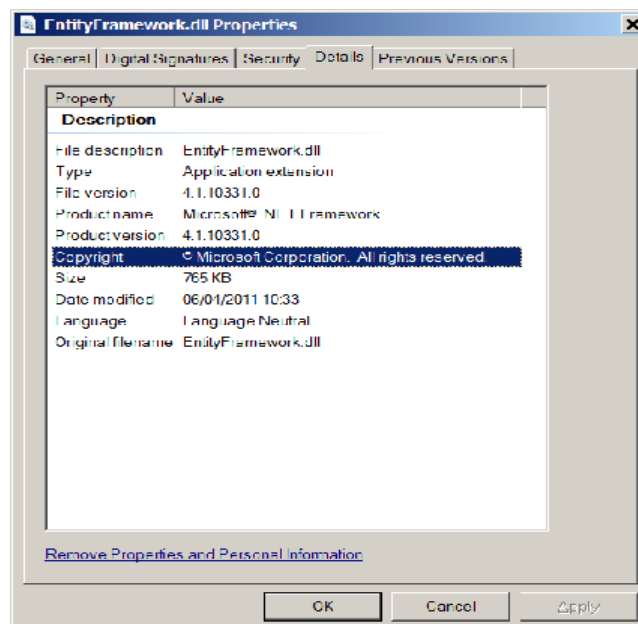 EntityFramework.dll Properties
General Digital Signatures Security Details Previous Versions
Property Value
Description
File description EntityFramework.dll
Type Application extension
File version 4.1.10331.0
Product name Microsoft® .NET Framework
Product version 4.1.10331.0
Copyright © Microsoft Corporation. All rights reserved.
Size 765 KB
Date modified 06/04/2011 10:33
Language Language Neutral
Original filename EntityFramework.dll
Remove Properties and Personal Information
OK Cancel Apply